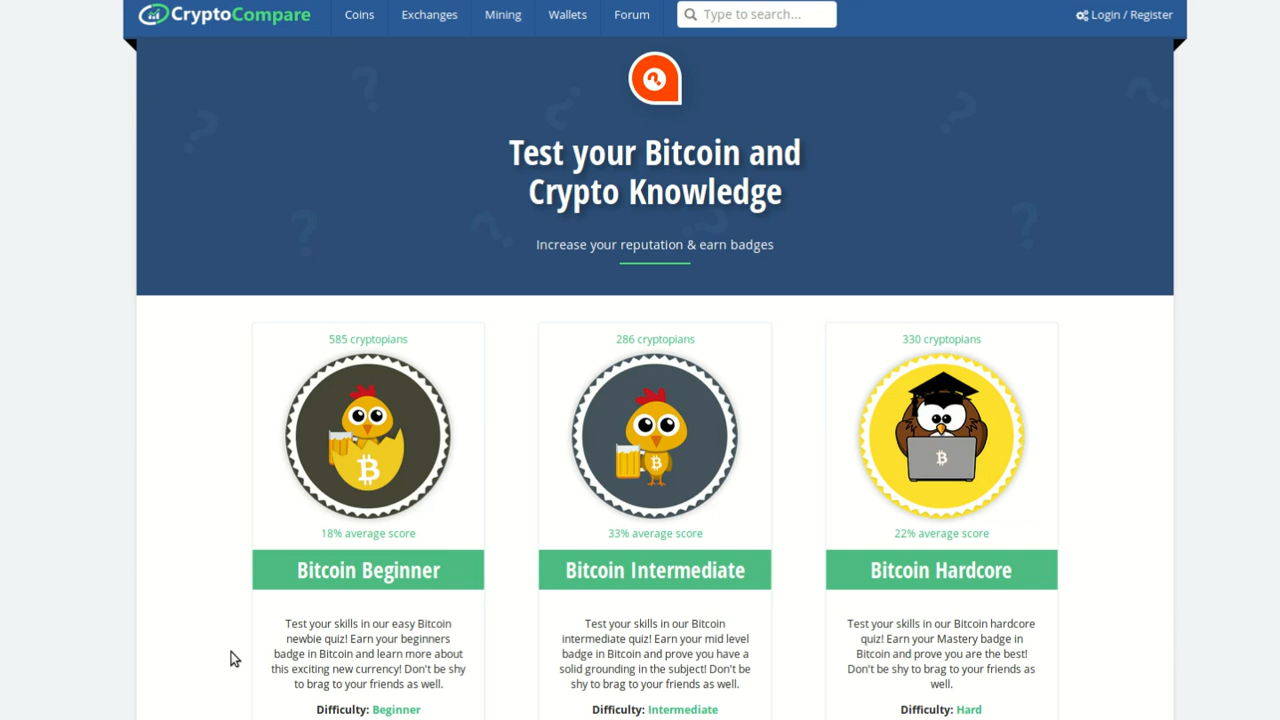 CryptoCompare Coins Exchanges Mining Wallets Forum Type to search... Login / Register
Test your Bitcoin and
Crypto Knowledge
Increase your reputation & earn badges
585 cryptopians
18% average score
Bitcoin Beginner
Test your skills in our easy Bitcoin
newbie quiz! Earn your beginners
badge in Bitcoin and learn more about
this exciting new currency! Don't be shy
to brag to your friends as well.
Difficulty: Beginner
286 cryptopians
33% average score
Bitcoin Intermediate
Test your skills in our Bitcoin
intermediate quiz! Earn your mid level
badge in Bitcoin and prove you have a
solid grounding in the subject! Don't be
shy to brag to your friends as well.
Difficulty: Intermediate
330 cryptopians
22% average score
Bitcoin Hardcore
Test your skills in our Bitcoin hardcore
quiz! Earn your Mastery badge in
Bitcoin and prove you are the best!
Don't be shy to brag to your friends as
well.
Difficulty: Hard